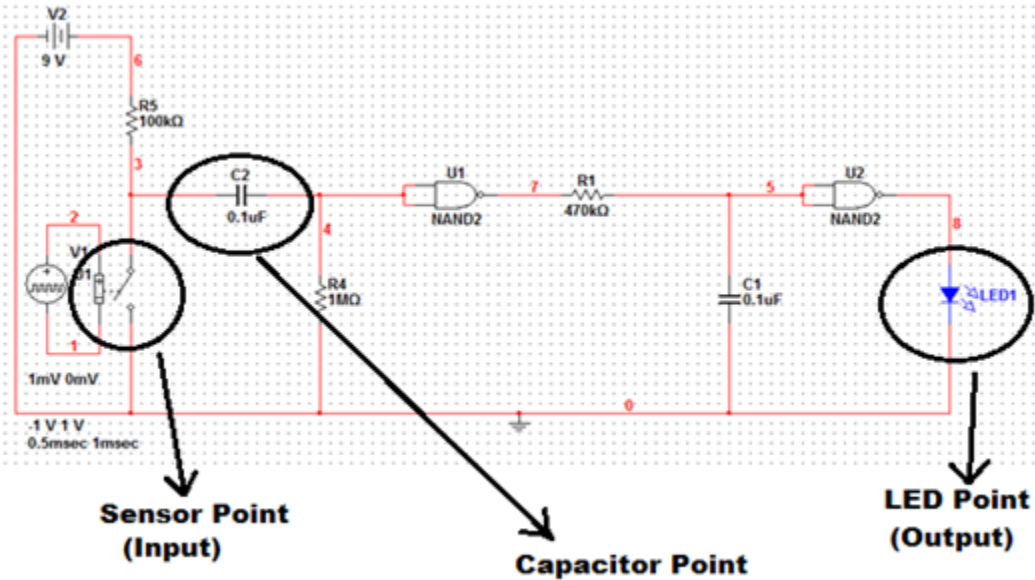 V2
9 V
6
R5
100kΩ
3
C2
0.1uF
U1
NAND2
7
R1
470kΩ
5
U2
NAND2
8
2
V1
4
R4
1MΩ
C1
0.1uF
LED1
1
1mV 0mV
0
-1 V 1 V
0.5msec 1msec
Sensor Point
(Input)
Capacitor Point
LED Point
(Output)